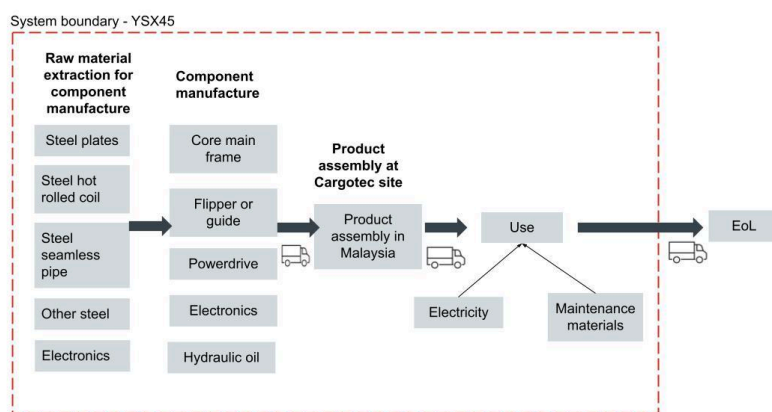 System boundary - YSX45
Raw material
extraction for
component
manufacture
Steel plates
Steel hot
rolled coil
Steel
seamless
pipe
Other steel
Electronics
Component
manufacture
Core main
frame
Flipper or
guide
Powerdrive
Electronics
Hydraulic oil
Product
assembly at
Cargotec site
Product
assembly in
Malaysia
Use
Electricity
Maintenance
materials
EoL